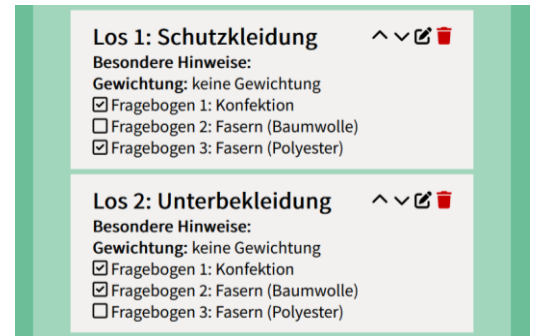 Los 1: Schutzkleidung
Besondere Hinweise:
Gewichtung: keine Gewichtung
Fragebogen 1: Konfektion
Fragebogen 2: Fasern (Baumwolle)
Fragebogen 3: Fasern (Polyester)
Los 2: Unterbekleidung
Besondere Hinweise:
Gewichtung: keine Gewichtung
Fragebogen 1: Konfektion
Fragebogen 2: Fasern (Baumwolle)
Fragebogen 3: Fasern (Polyester)